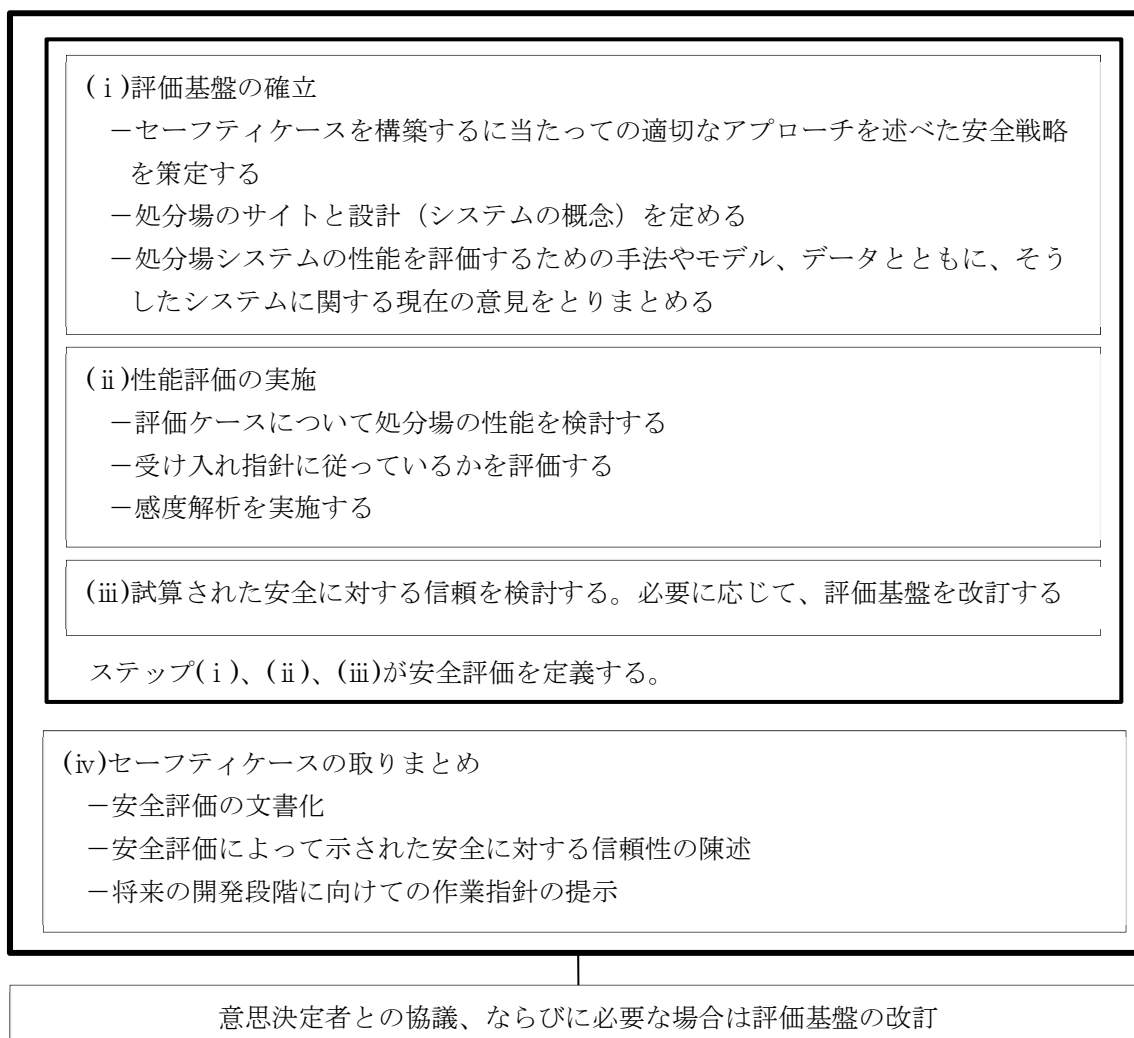 (ⅰ)評価基盤の確立
－セーフティケースを構築するに当たっての適切なアプローチを述べた安全戦略
を策定する
－処分場のサイトと設計（システムの概念）を定める
－処分場システムの性能を評価するための手法やモデル、データとともに、そう
したシステムに関する現在の意見をとりまとめる
(ⅱ)性能評価の実施
－評価ケースについて処分場の性能を検討する
－受け入れ指針に従っているかを評価する
－感度解析を実施する
(ⅲ)試算された安全に対する信頼を検討する。必要に応じて、評価基盤を改訂する
ステップ(ⅰ)、(ⅱ)、(ⅲ)が安全評価を定義する。
(ⅳ)セーフティケースの取りまとめ
－安全評価の文書化
－安全評価によって示された安全に対する信頼性の陳述
－将来の開発段階に向けての作業指針の提示
意思決定者との協議、ならびに必要な場合は評価基盤の改訂